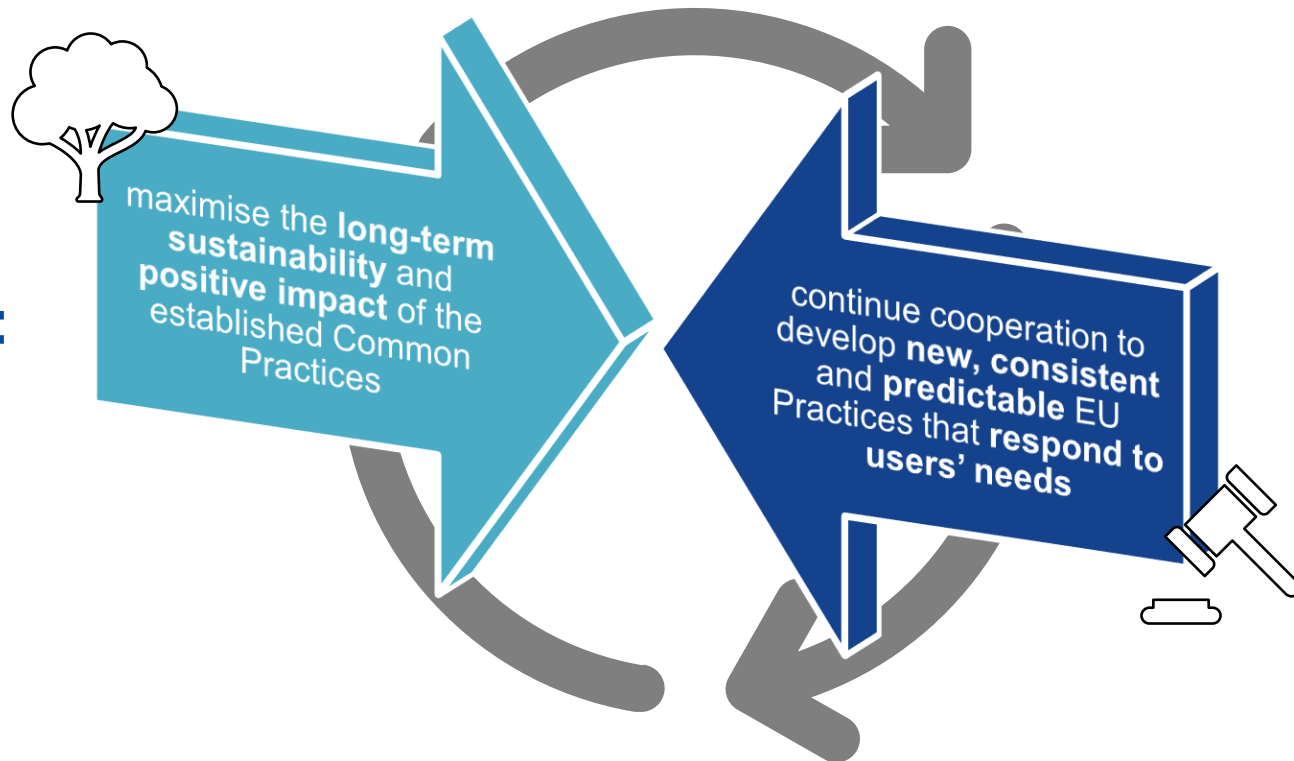 :
maximise the long-term
sustainability and
positive impact of the
established Common
Practices
continue cooperation to
develop new, consistent
and predictable EU
Practices that respond to
users’ needs